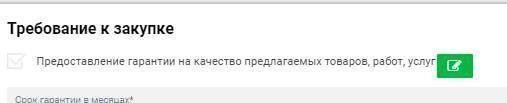 Требование к закупке
Предоставление гарантии на качество предлагаемых товаров, работ, услуг
Срок гарантии в месяцах*